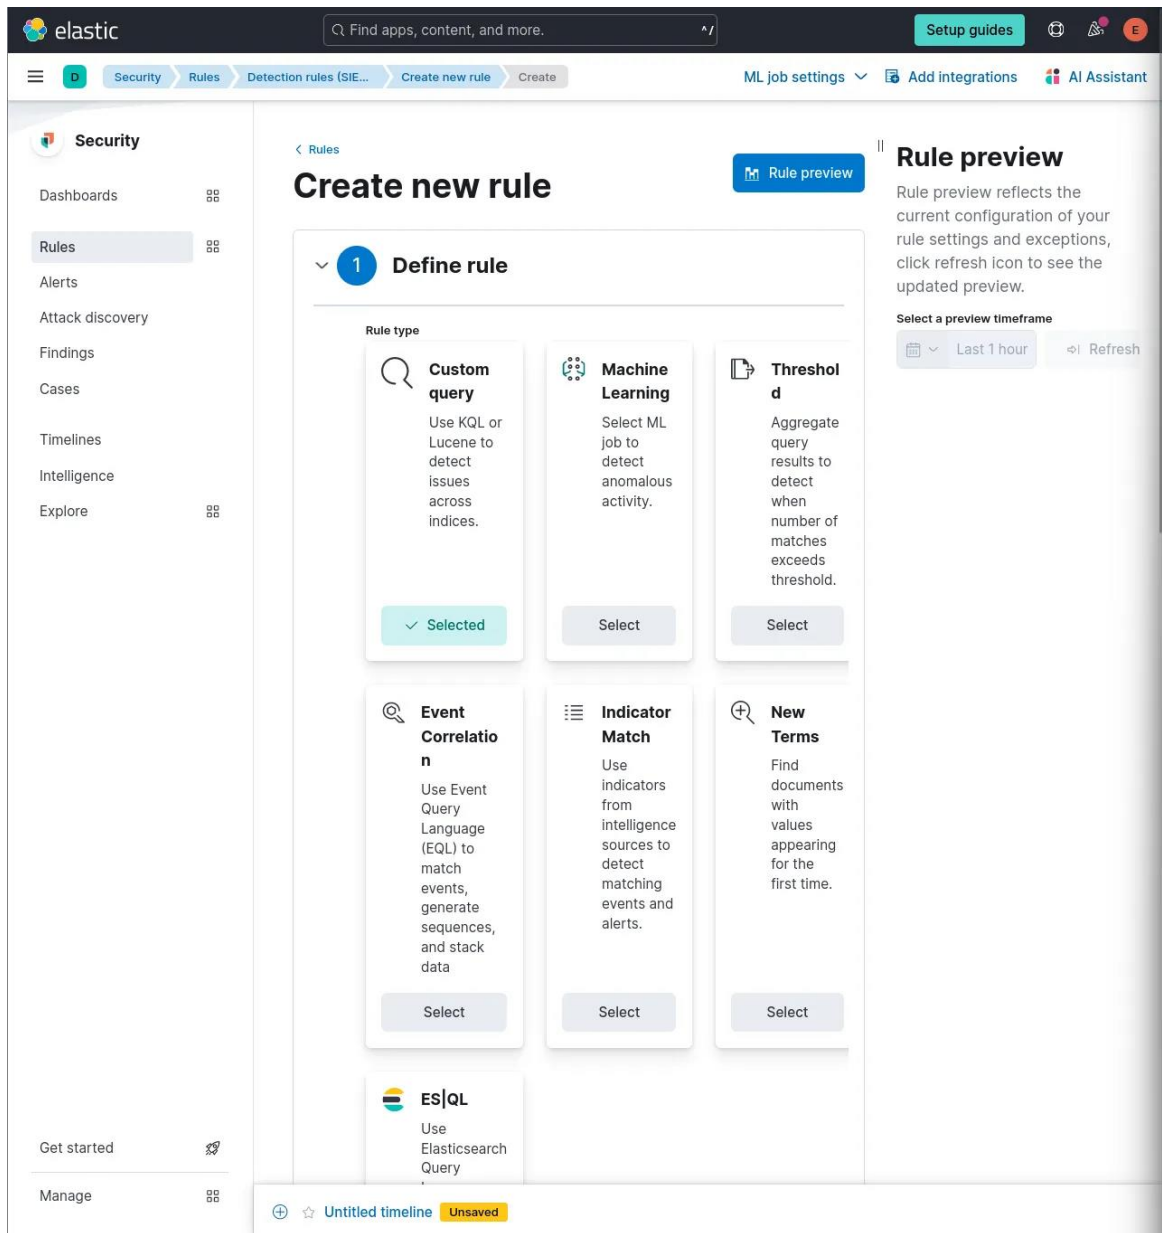 elastic
Find apps, content, and more.
^/
Setup guides
E
D
Security
Rules
Detection rules (SIE...
Create new rule
Create
ML job settings
Add integrations
AI Assistant
Security
Dashboards
Rules
Alerts
Attack discovery
Findings
Cases
Timelines
Intelligence
Explore
Get started
Manage
Rules
Create new rule
Rule preview
1
Define rule
Rule type
Custom
query
Use KQL or
Lucene to
detect
issues
across
indices.
Selected
Machine
Learning
Select ML
job to
detect
anomalous
activity.
Select
Threshol
d
Aggregate
query
results to
detect
when
number of
matches
exceeds
threshold.
Select
Event
Correlatio
n
Use Event
Query
Language
(EQL) to
match
events,
generate
sequences,
and stack
data
Select
Indicator
Match
Use
indicators
from
intelligence
sources to
detect
matching
events and
alerts.
Select
New
Terms
Find
documents
with
values
appearing
for the
first time.
Select
ES|QL
Use
Elasticsearch
Query
Rule preview
Rule preview reflects the
current configuration of your
rule settings and exceptions,
click refresh icon to see the
updated preview.
Select a preview timeframe
Last 1 hour
Refresh
Untitled timeline
Unsaved